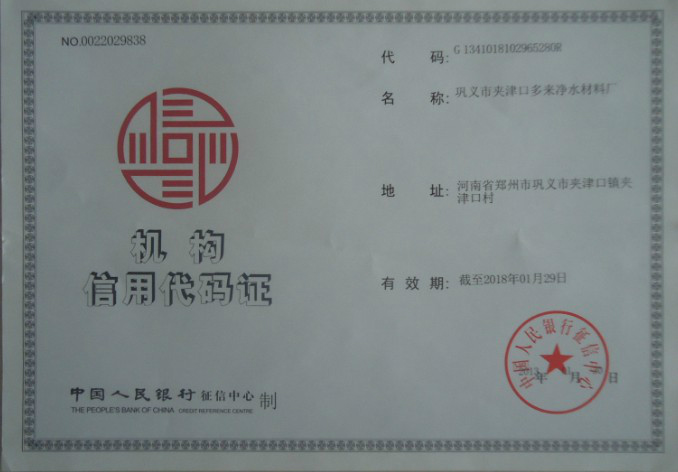 NO.0022029838
机构
信用代码证
中国人民银行征信中心 制
THE PEOPLE'S BANK OF CHINA CREDIT REFERENCE CENTRE
代 码: G1341018102965280R
名 称: 巩义市夹津口多来净水材料厂
地 址: 河南省郑州市巩义市夹津口镇夹
津口村
有效期: 截至2018年01月29日
中国人民银行征信中心
年 月 日